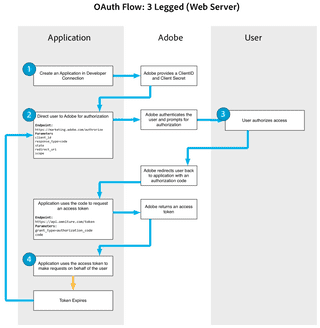 OAuth Flow: 3 Legged (Web Server)
Application
Adobe
User
1
Create an Application in Developer
Connection
Adobe provides a ClientID
and Client Secret
2
Direct user to Adobe for authorization
Endpoint:
https://marketing.adobe.com/authorize
Parameters
client_id
response_type=code
state
redirect_uri
scope
Adobe authenticates the
user and prompts for
authorization
3
User authorizes access
Adobe redirects user back
to application with an
authorization code
Application uses the code to request
an access token
Endpoint:
https://api.omniture.com/token
Parameters:
grant_type=authorization_code
code
Adobe returns an access
token
4
Application uses the access token to
make requests on behalf of the user
Token Expires